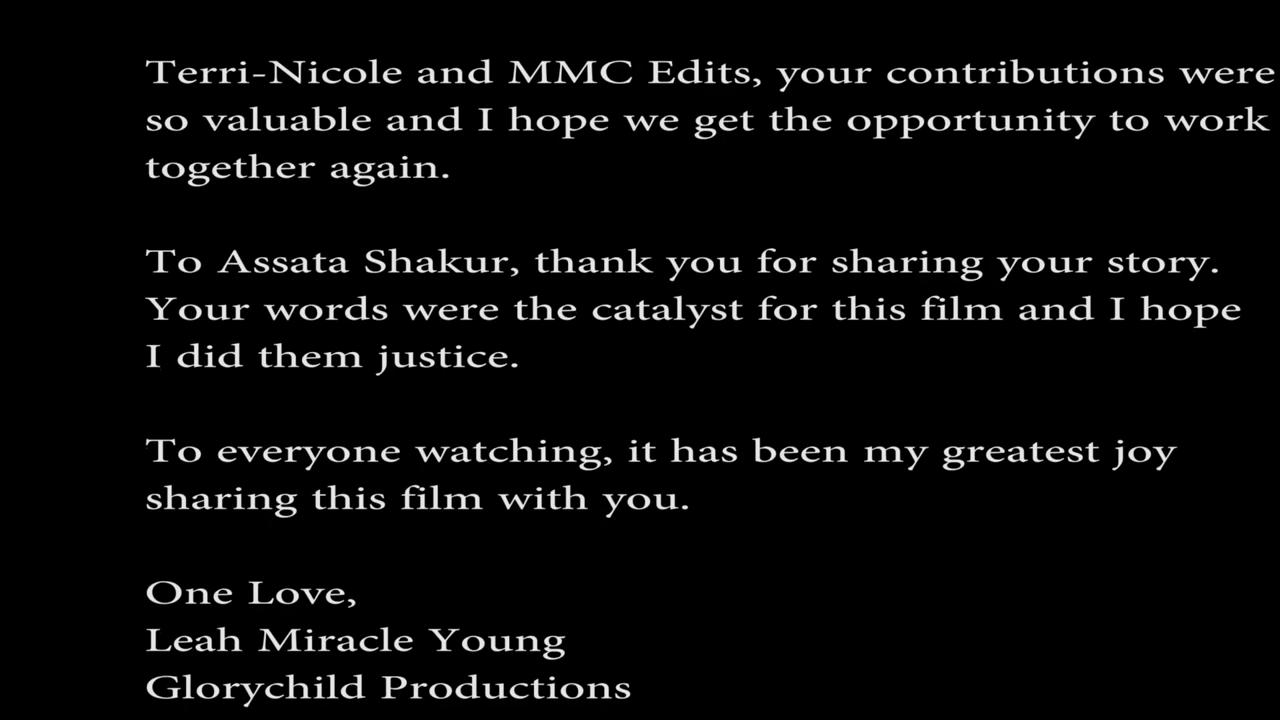 Terri-Nicole and MMC Edits, your contributions were
so valuable and I hope we get the opportunity to work
together again.
To Assata Shakur, thank you for sharing your story.
Your words were the catalyst for this film and I hope
I did them justice.
To everyone watching, it has been my greatest joy
sharing this film with you.
One Love,
Leah Miracle Young
Glorychild Productions